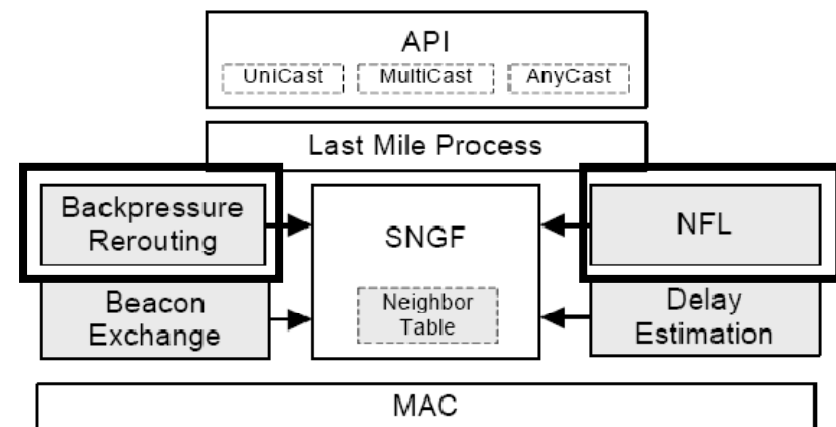 API
UniCast
MultiCast
AnyCast
Last Mile Process
Backpressure
Rerouting
SNGF
NFL
Beacon
Exchange
Neighbor
Table
Delay
Estimation
MAC